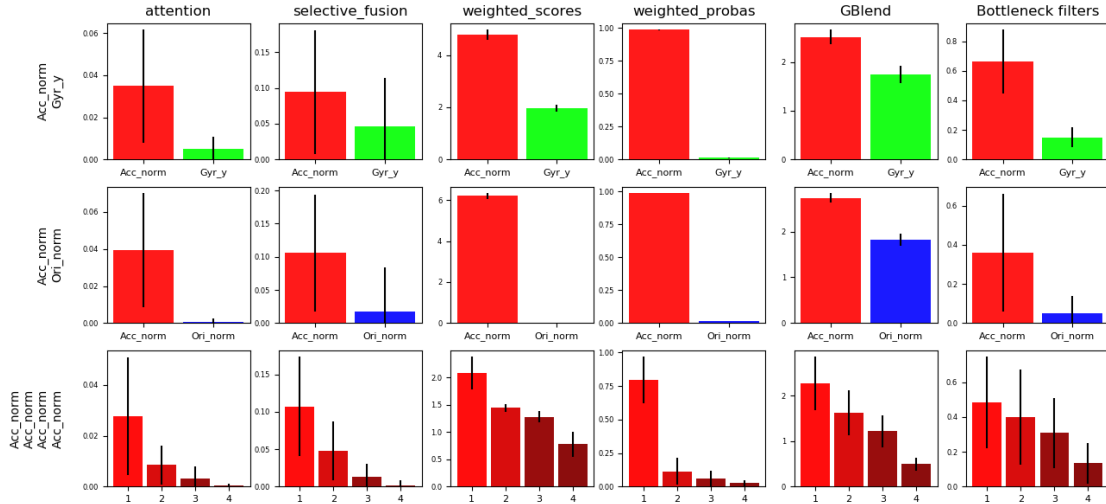 attention selective_fusion weighted_scores weighted_probas GBlend Bottleneck filters
Acc_norm
Gyr_y
0.06 0.04 0.02 0.00
0.15 0.10 0.05 0.00
4 2 0
1.00 0.75 0.50 0.25 0.00
2 1 0
0.8 0.6 0.4 0.2 0.0
Acc_norm Gyr_y Acc_norm Gyr_y Acc_norm Gyr_y Acc_norm Gyr_y Acc_norm Gyr_y Acc_norm Gyr_y
Acc_norm
Ori_norm
0.06 0.04 0.02 0.00
0.20 0.15 0.10 0.05 0.00
6 4 2 0
1.00 0.75 0.50 0.25 0.00
2 1 0
0.6 0.4 0.2 0.0
Acc_norm Ori_norm Acc_norm Ori_norm Acc_norm Ori_norm Acc_norm Ori_norm Acc_norm Ori_norm Acc_norm Ori_norm
Acc_norm
Acc_norm
Acc_norm
Acc_norm
0.04 0.02 0.00
0.15 0.10 0.05 0.00
2.0 1.5 1.0 0.5 0.0
1.00 0.75 0.50 0.25 0.00
2 1 0
0.6 0.4 0.2 0.0
1 2 3 4 1 2 3 4 1 2 3 4 1 2 3 4 1 2 3 4 1 2 3 4